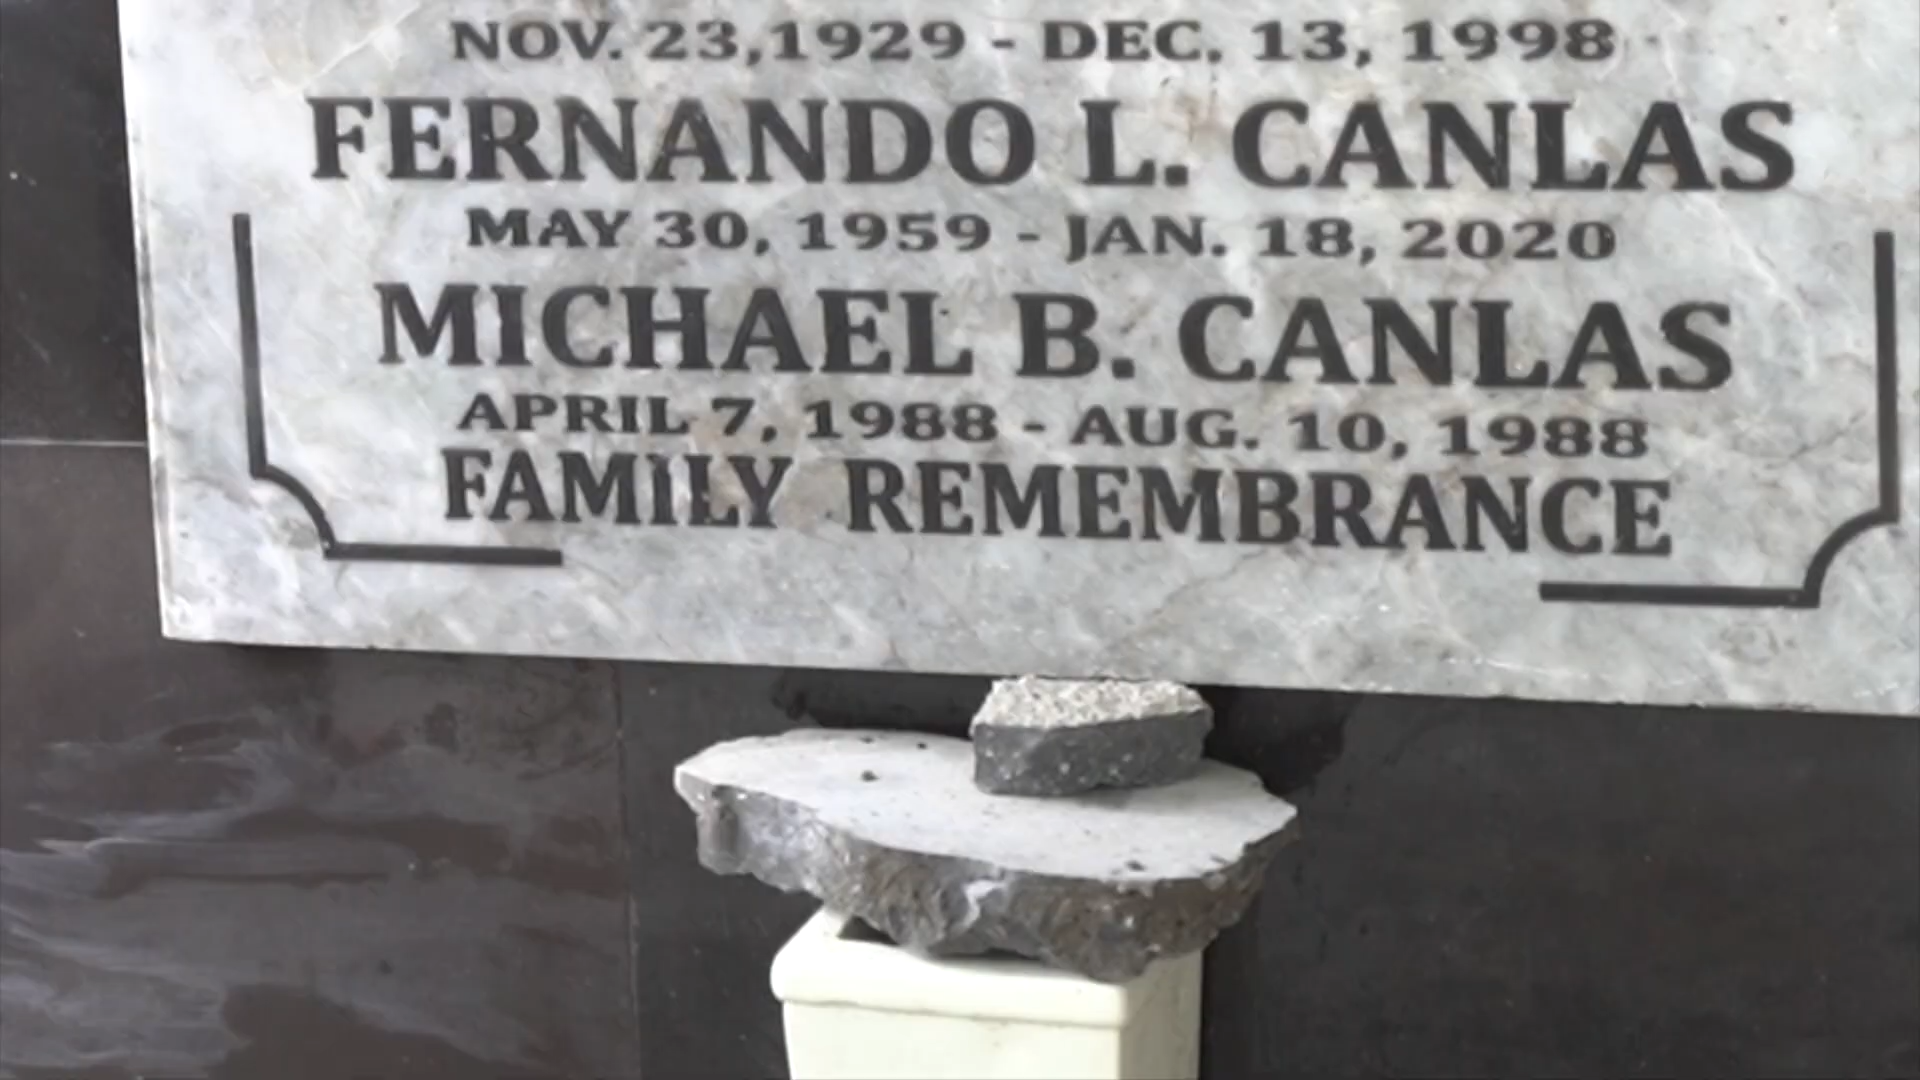 NOV. 23,1929 - DEC. 13, 1998
FERNANDO L. CANLAS
MAY 30, 1959 - JAN. 18, 2020
MICHAEL B. CANLAS
APRIL 7, 1988 - AUG. 10, 1988
FAMILY REMEMBRANCE